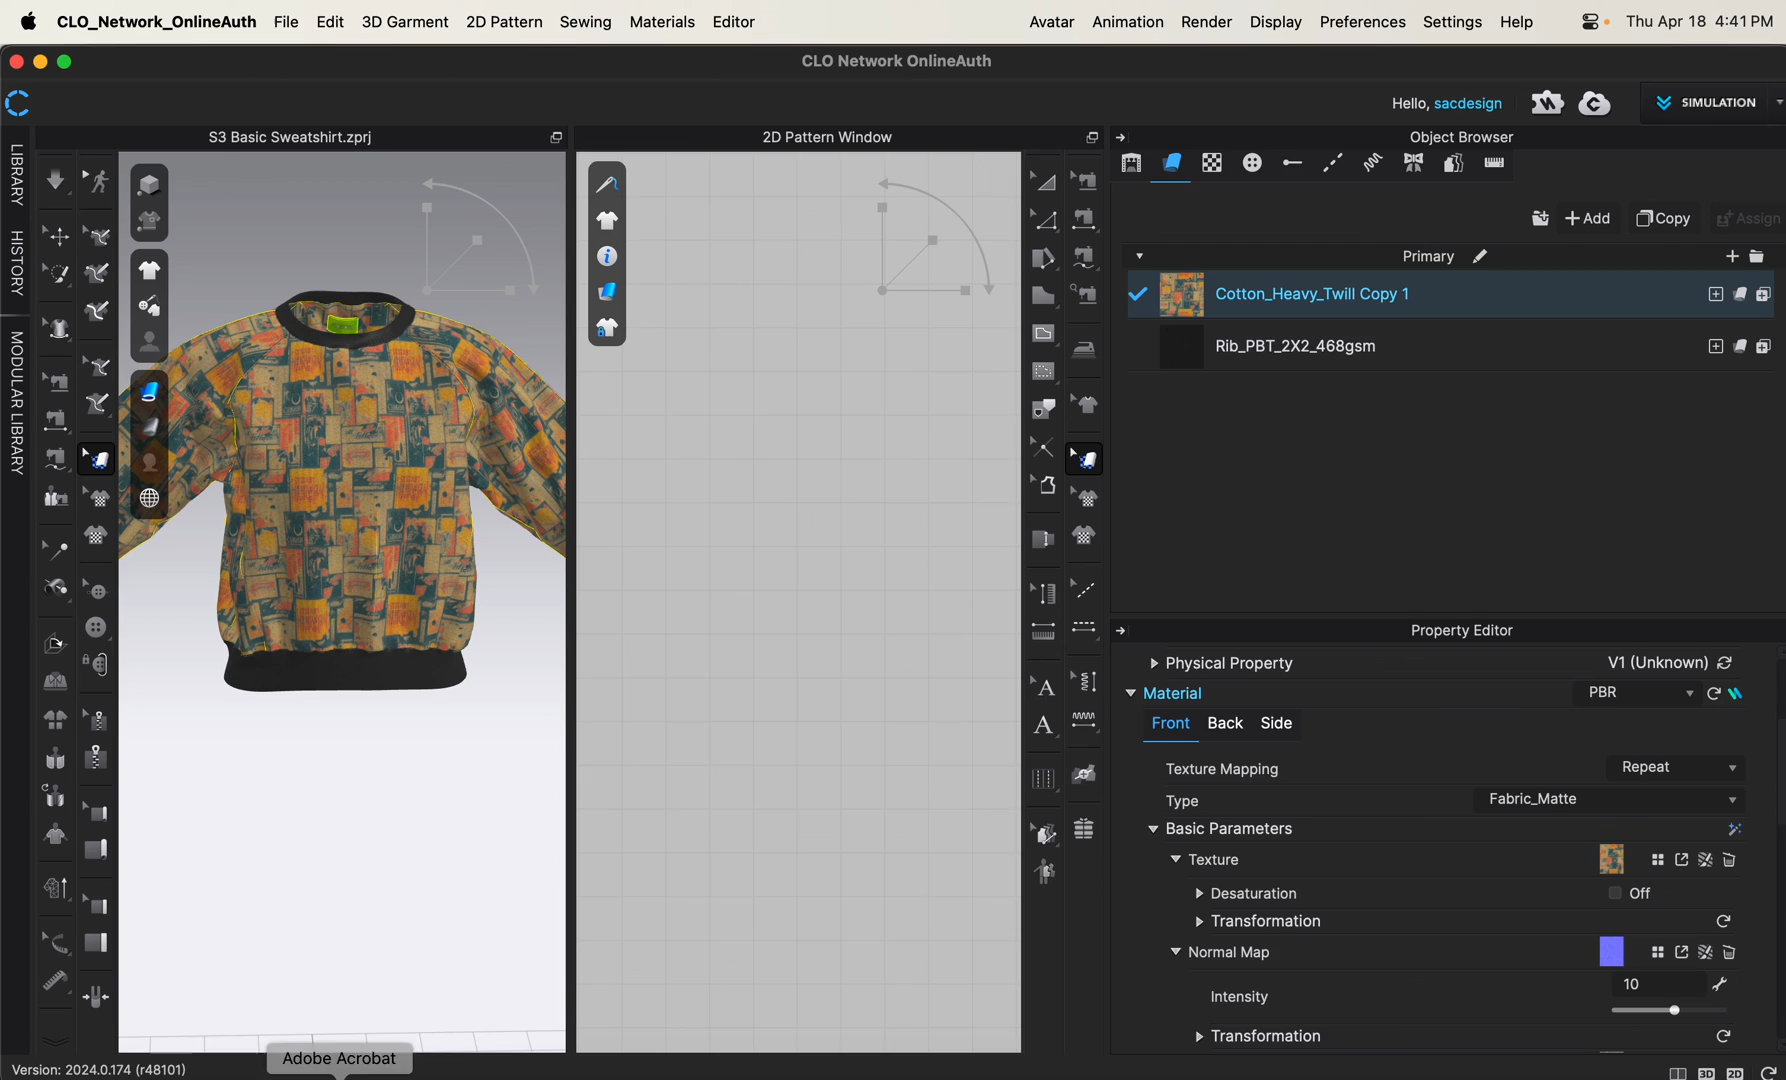 CLO_Network_OnlineAuth File Edit 3D Garment 2D Pattern Sewing Materials Editor Avatar Animation Render Display Preferences Settings Help Thu Apr 18 4:41 PM
CLO Network OnlineAuth
Hello, sacdesign SIMULATION
S3 Basic Sweatshirt.zprj 2D Pattern Window Object Browser
LIBRARY
HISTORY
MODULAR LIBRARY
+ Add Copy Assign
Primary
Cotton_Heavy_Twill Copy 1
Rib_PBT_2X2_468gsm
Property Editor
Physical Property V1 (Unknown)
Material PBR
Front Back Side
Texture Mapping Repeat
Type Fabric_Matte
Basic Parameters
Texture
Desaturation Off
Transformation
Normal Map
10
Intensity
Transformation
Adobe Acrobat
Version: 2024.0.174 (r48101) 3D 2D